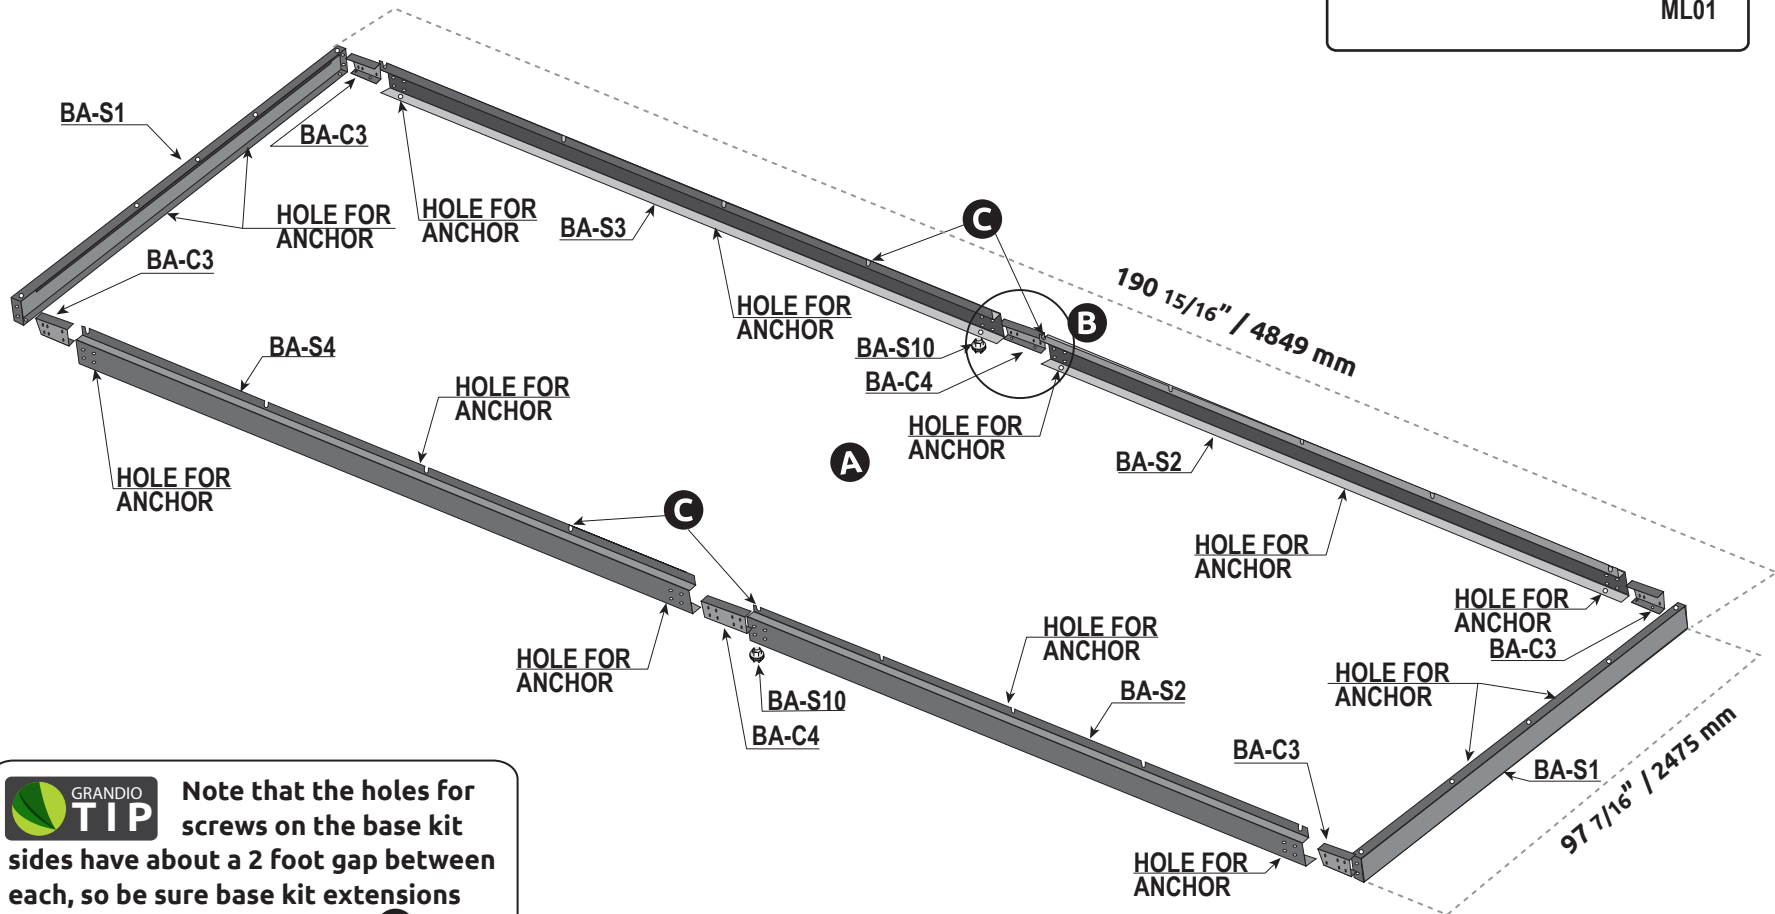 ML01
BA-S1
BA-C3
HOLE FOR
ANCHOR
HOLE FOR
ANCHOR
BA-S3
C
BA-C3
190 15/16” / 4849 mm
HOLE FOR
ANCHOR
B
BA-S10
BA-S4
BA-C4
HOLE FOR
ANCHOR
HOLE FOR
ANCHOR
A
BA-S2
HOLE FOR
ANCHOR
C
HOLE FOR
ANCHOR
HOLE FOR
ANCHOR
HOLE FOR
ANCHOR
BA-C3
HOLE FOR
ANCHOR
HOLE FOR
ANCHOR
BA-S10
BA-S2
BA-C4
BA-C3
BA-S1
97 7/16” / 2475 mm
HOLE FOR
ANCHOR
GRANDIO
TIP
Note that the holes for
screws on the base kit
sides have about a 2 foot gap between
each, so be sure base kit extensions